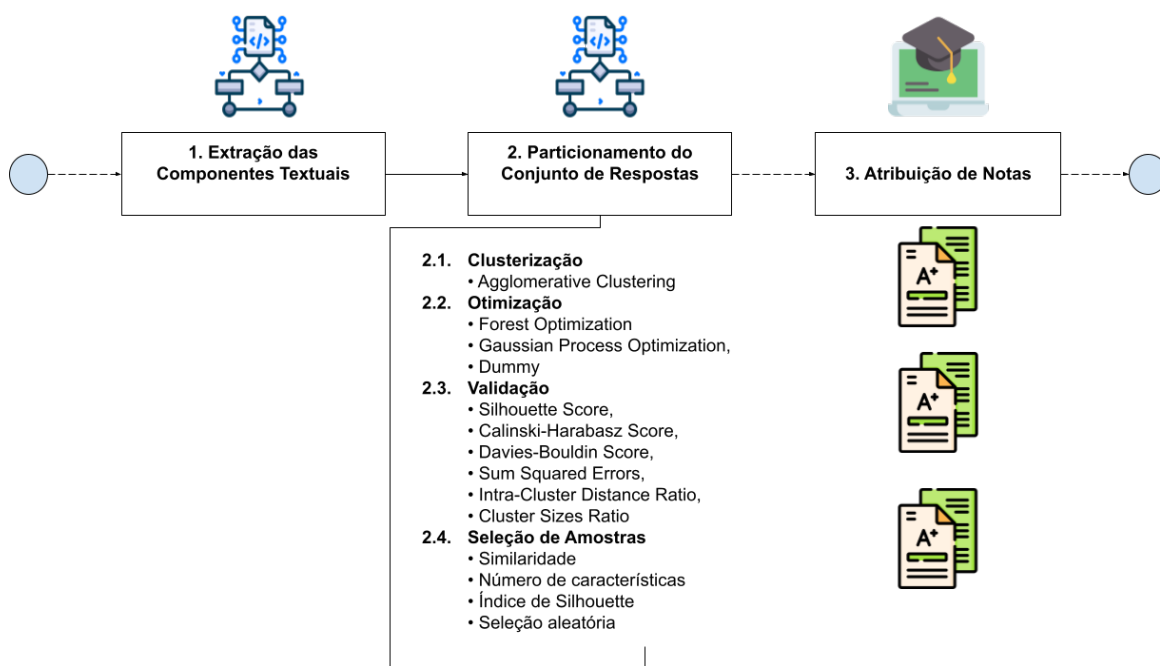 </>
</>
1. Extração das
Componentes Textuais
2. Particionamento do
Conjunto de Respostas
3. Atribuição de Notas
2.1. Clusterização
• Agglomerative Clustering
2.2. Otimização
• Forest Optimization
• Gaussian Process Optimization,
• Dummy
2.3. Validação
• Silhouette Score,
• Calinski-Harabasz Score,
• Davies-Bouldin Score,
• Sum Squared Errors,
• Intra-Cluster Distance Ratio,
• Cluster Sizes Ratio
2.4. Seleção de Amostras
• Similaridade
• Número de características
• Índice de Silhouette
• Seleção aleatória
A+
A+
A+